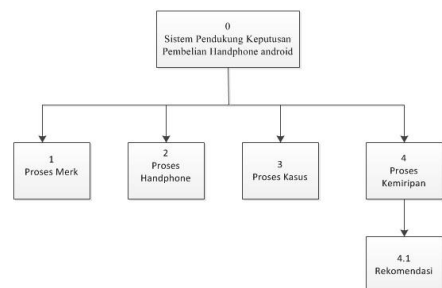 0
Sistem Pendukung Keputusan
Pembelian Handphone android
1
Proses Merk
2
Proses
Handphone
3
Proses Kasus
4
Proses
Kemiripan
4.1
Rekomendasi